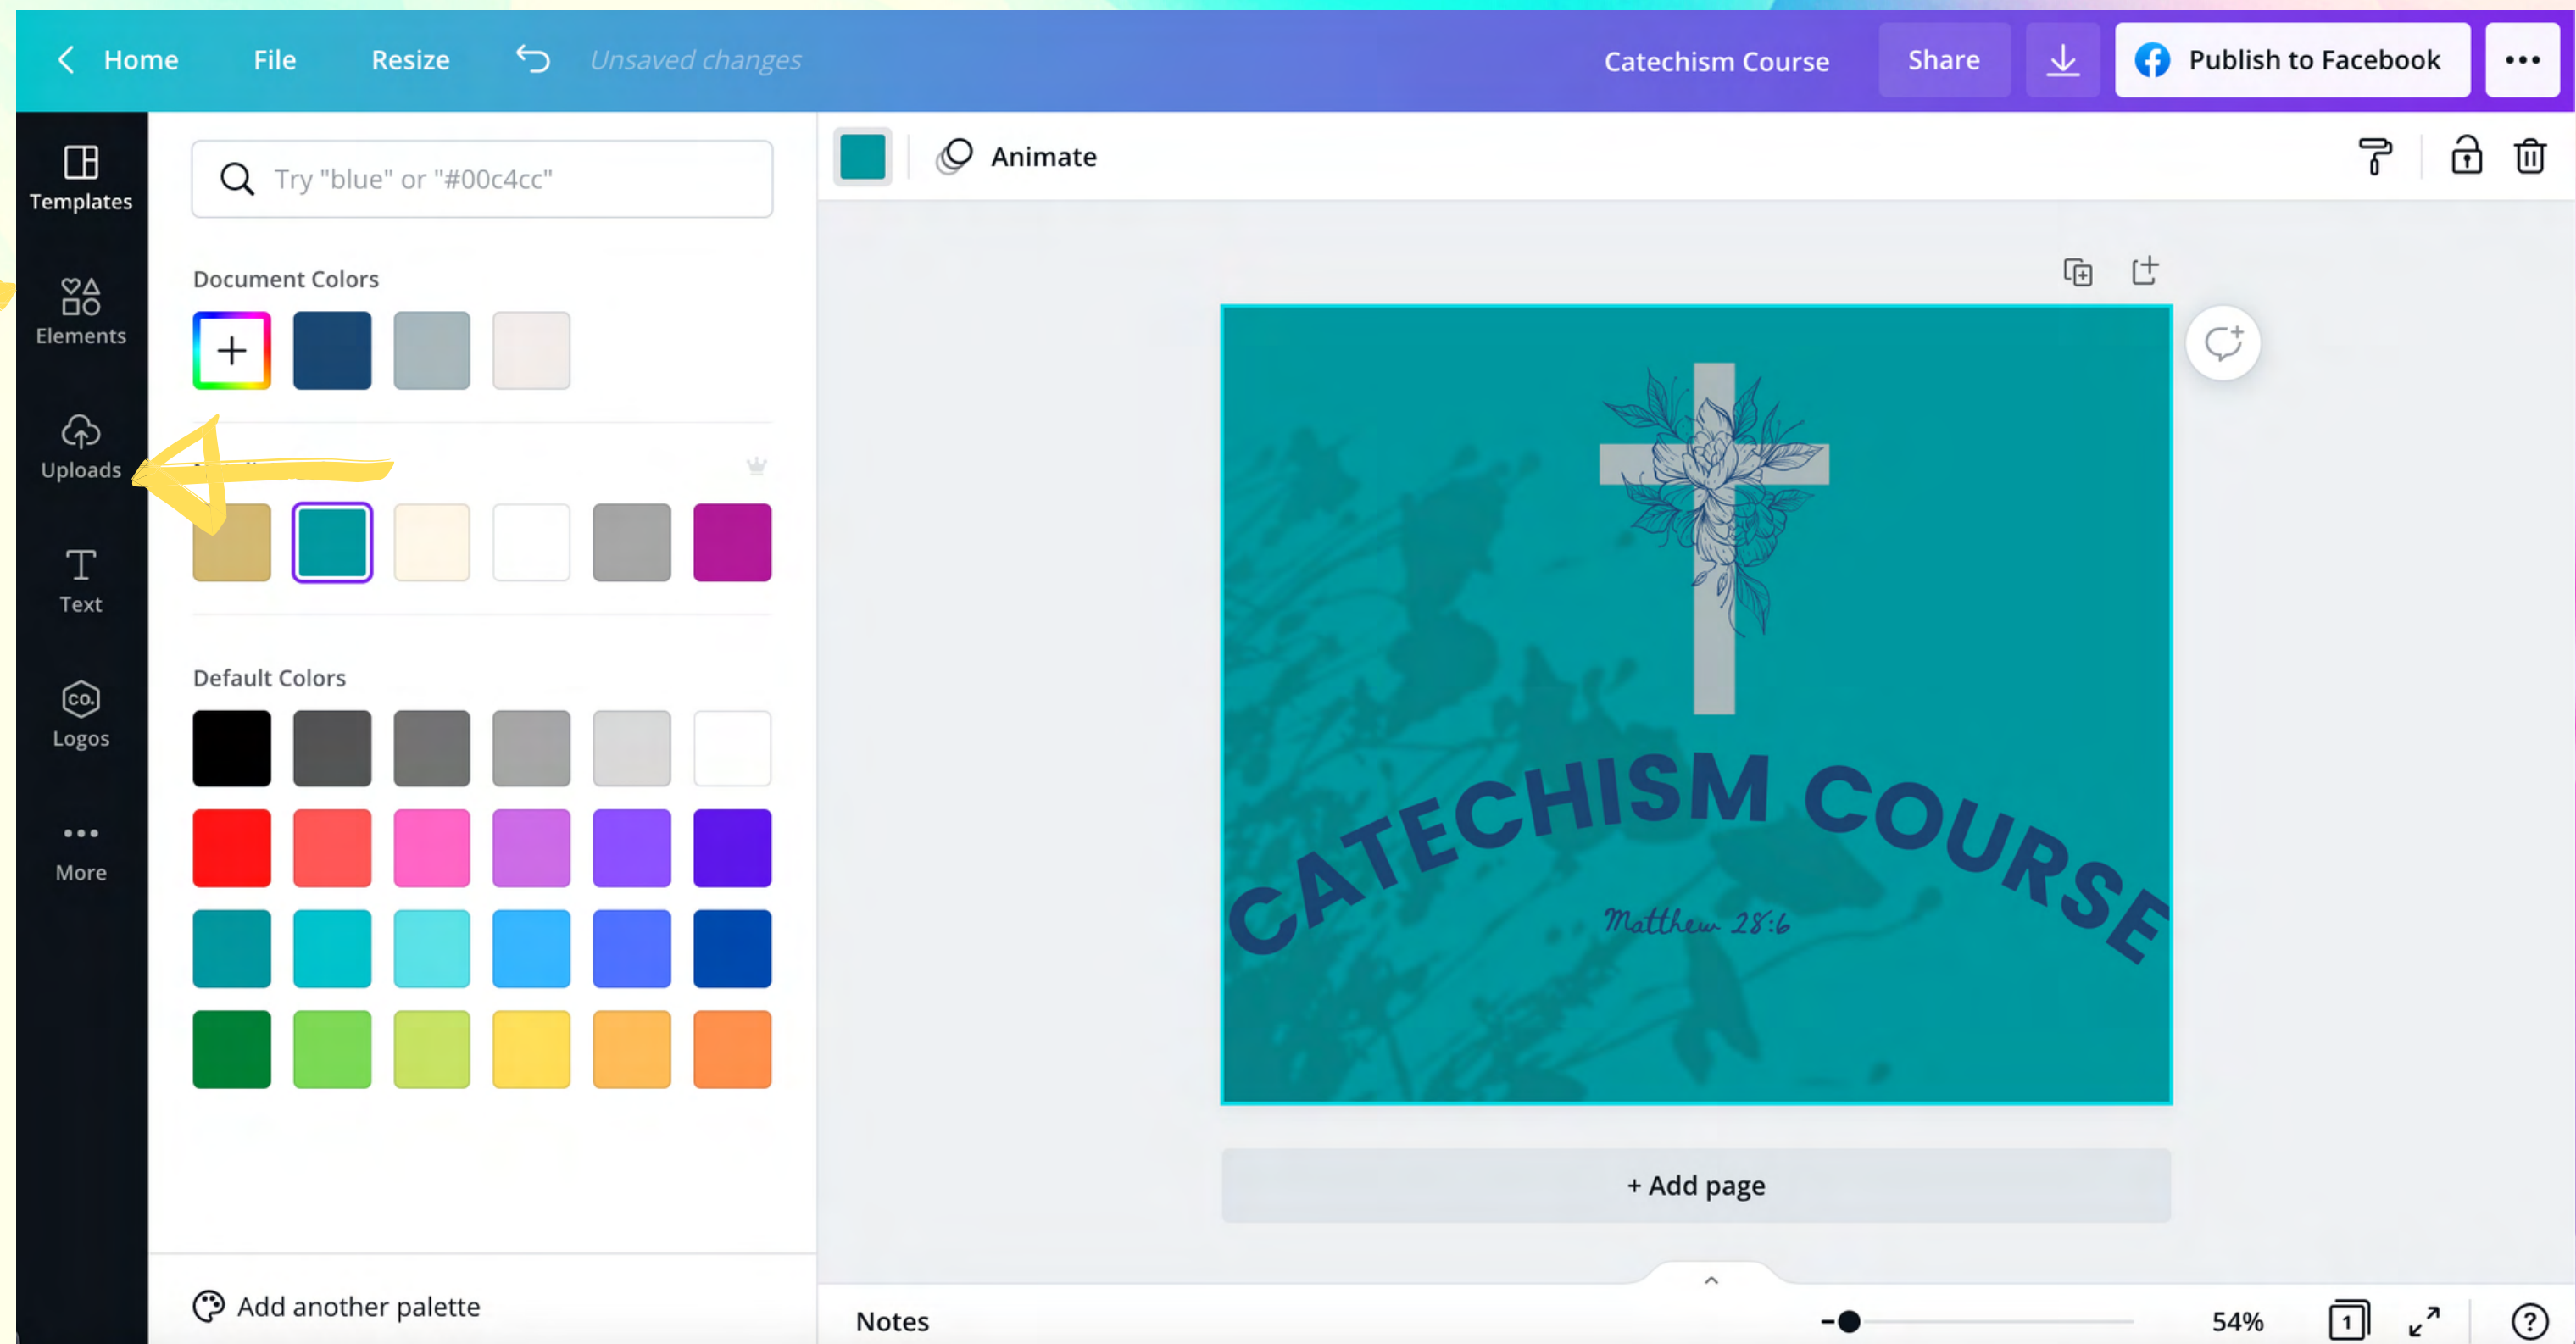 Home File Resize Unsaved changes Catechism Course Share Publish to Facebook
Templates
Elements
Uploads
Text
CO.
Logos
More
Try "blue" or "#00c4cc"
Document Colors
Default Colors
Add another palette
Animate
CATECHISM COURSE
Matthew 28:6
+ Add page
Notes
54%
1
?